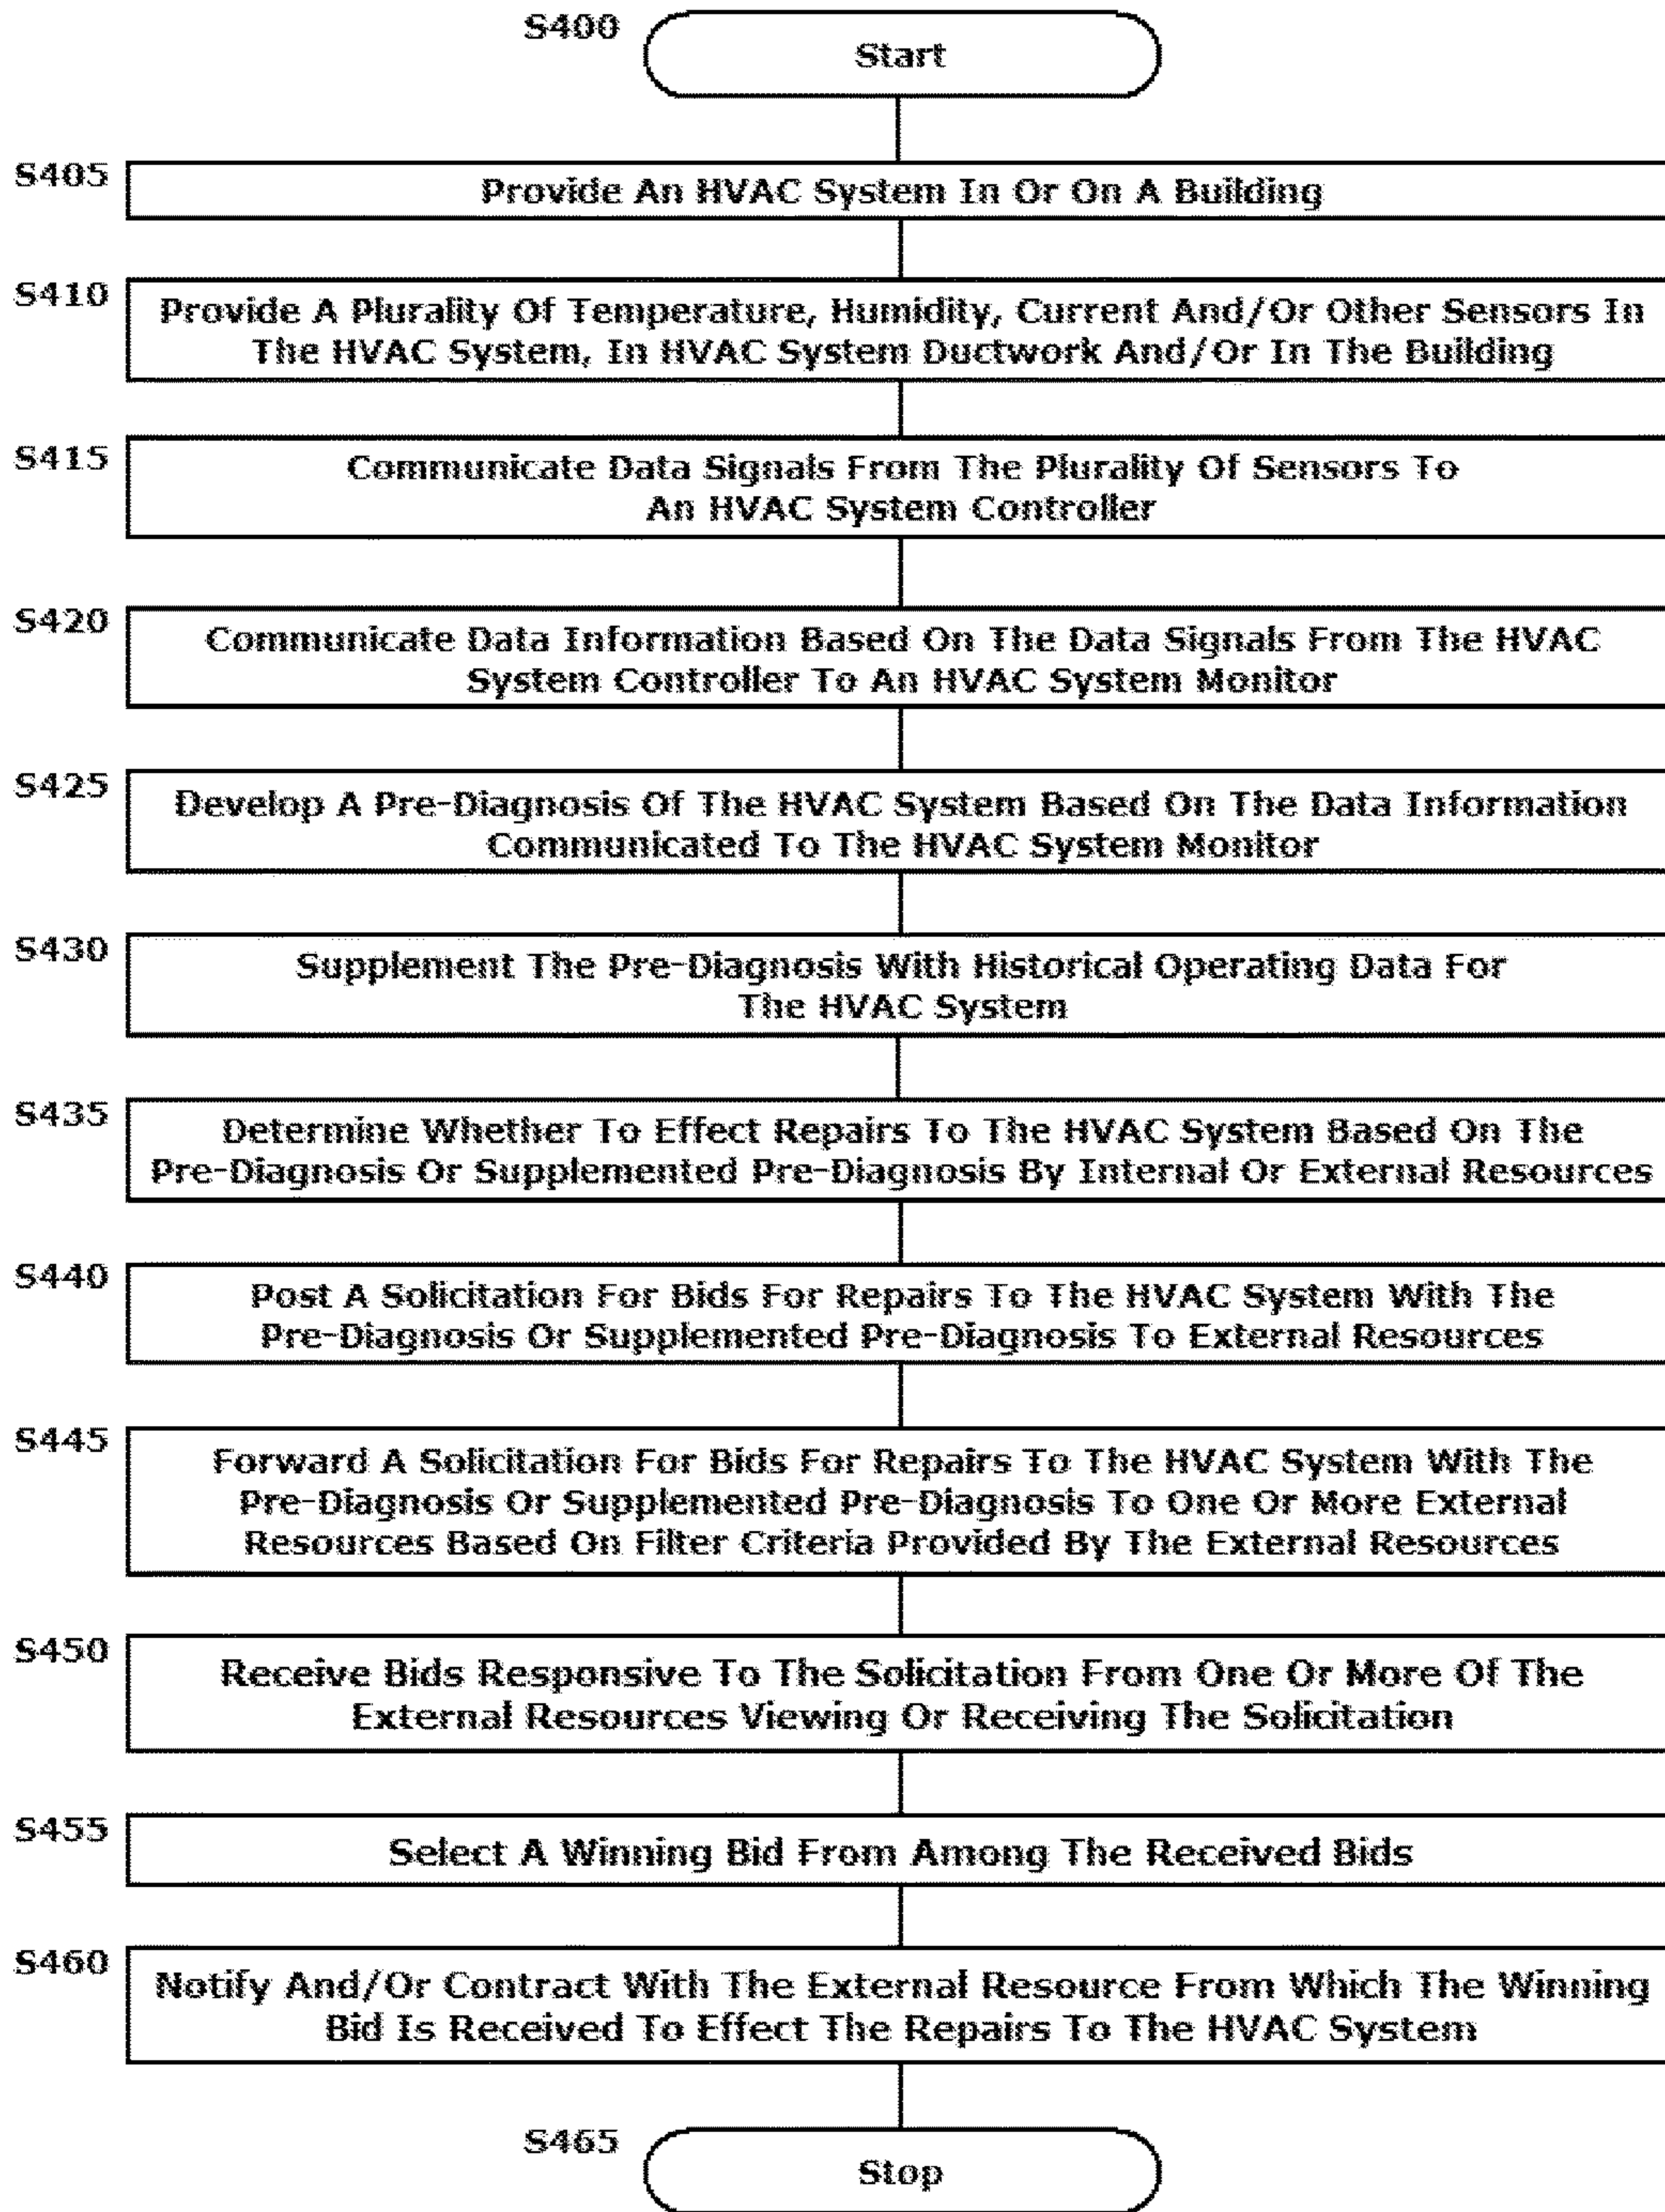 S400
Start
S405
Provide An HVAC System In Or On A Building
S410
Provide A Plurality Of Temperature, Humidity, Current And/Or Other Sensors In
The HVAC System, In HVAC System Ductwork And/Or In The Building
S415
Communicate Data Signals From The Plurality Of Sensors To
An HVAC System Controller
S420
Communicate Data Information Based On The Data Signals From The HVAC
System Controller To An HVAC System Monitor
S425
Develop A Pre-Diagnosis Of The HVAC System Based On The Data Information
Communicated To The HVAC System Monitor
S430
Supplement The Pre-Diagnosis With Historical Operating Data For
The HVAC System
S435
Determine Whether To Effect Repairs To The HVAC System Based On The
Pre-Diagnosis Or Supplemented Pre-Diagnosis By Internal Or External Resources
S440
Post A Solicitation For Bids For Repairs To The HVAC System With The
Pre-Diagnosis Or Supplemented Pre-Diagnosis To External Resources
S445
Forward A Solicitation For Bids For Repairs To The HVAC System With The
Pre-Diagnosis Or Supplemented Pre-Diagnosis To One Or More External
Resources Based On Filter Criteria Provided By The External Resources
S450
Receive Bids Responsive To The Solicitation From One Or More Of The
External Resources Viewing Or Receiving The Solicitation
S455
Select A Winning Bid From Among The Received Bids
S460
Notify And/Or Contract With The External Resource From Which The Winning
Bid Is Received To Effect The Repairs To The HVAC System
S465
Stop